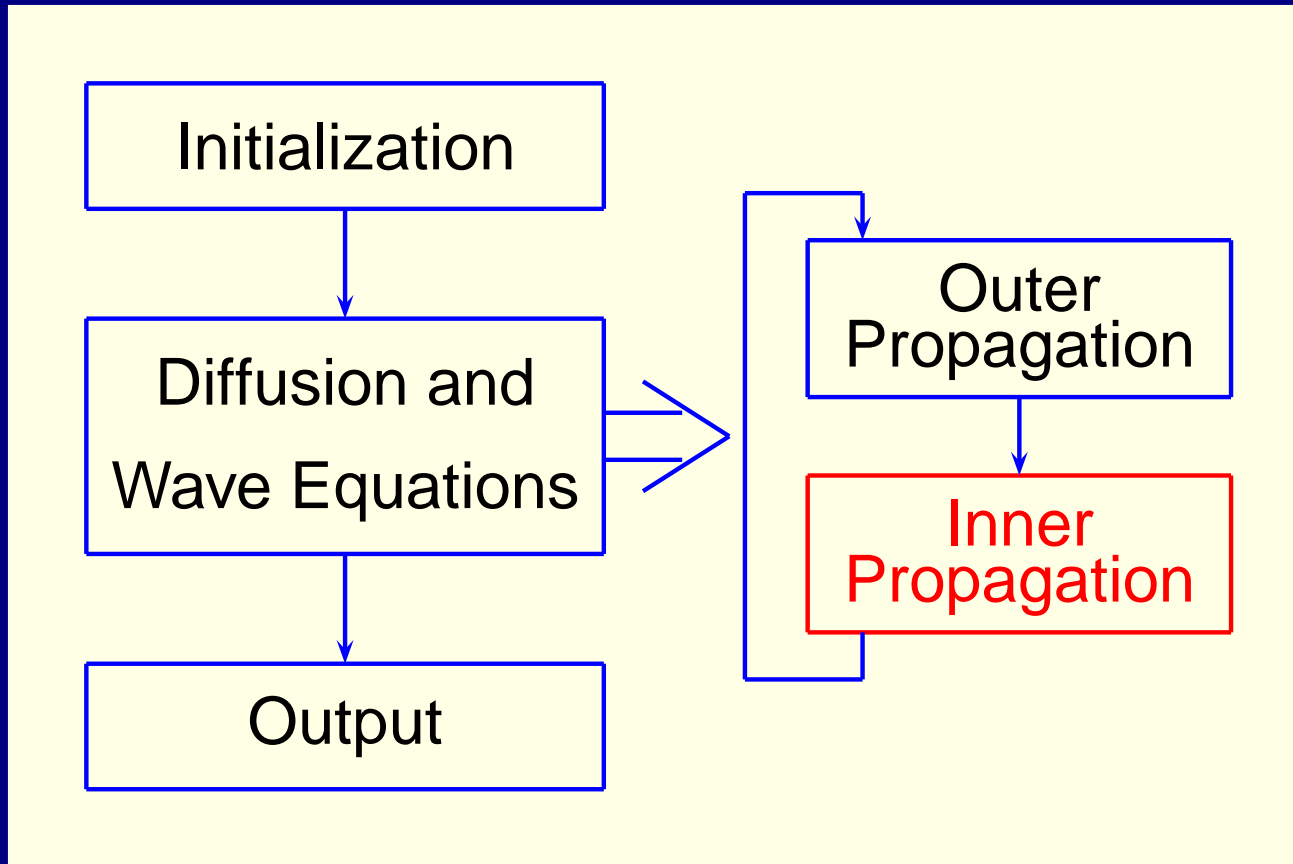 Initialization
Diffusion and
Wave Equations
Output
Outer
Propagation
Inner
Propagation